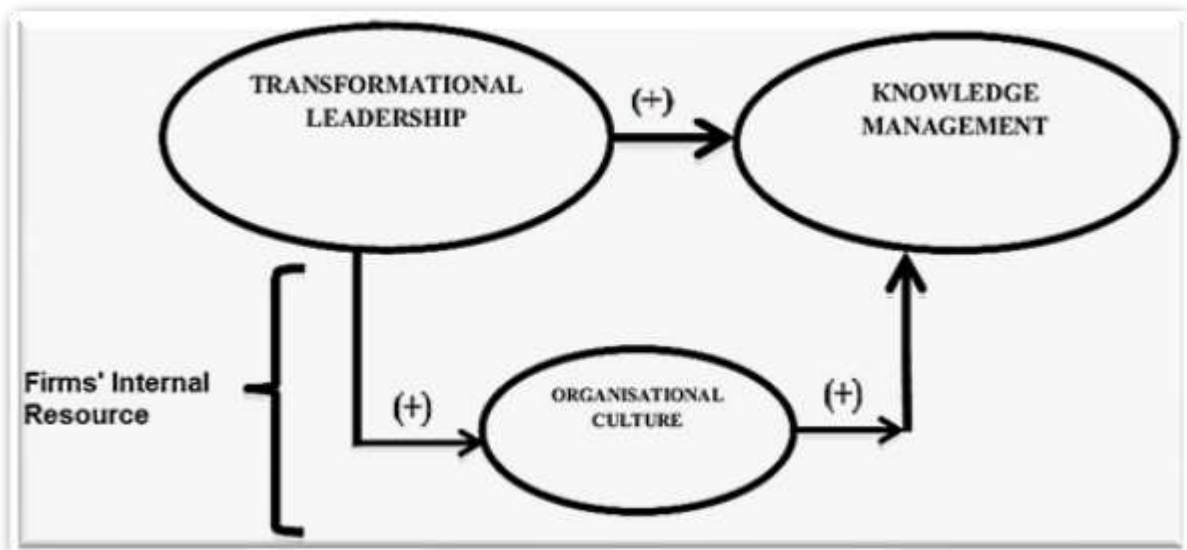 TRANSFORMATIONAL
LEADERSHIP
(+)
KNOWLEDGE
MANAGEMENT
Firms' Internal
Resource
(+)
ORGANISATIONAL
CULTURE
(+)